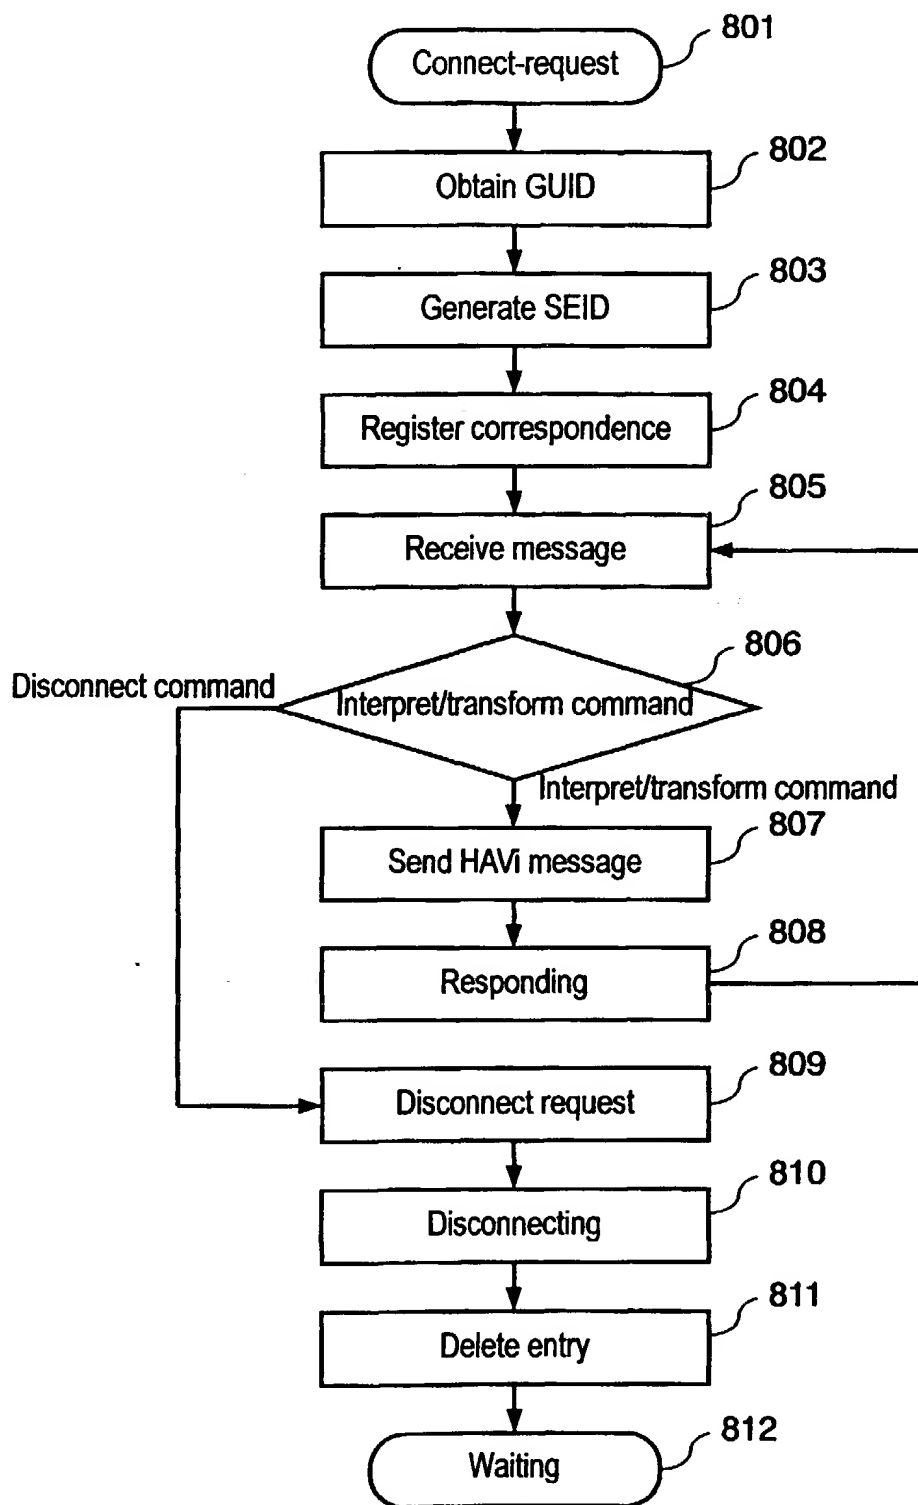 801
Connect-request
802
Obtain GUID
803
Generate SEID
804
Register correspondence
805
Receive message
806
Disconnect command
Interpret/transform command
Interpret/transform command
807
Send HAVi message
808
Responding
809
Disconnect request
810
Disconnecting
811
Delete entry
812
Waiting